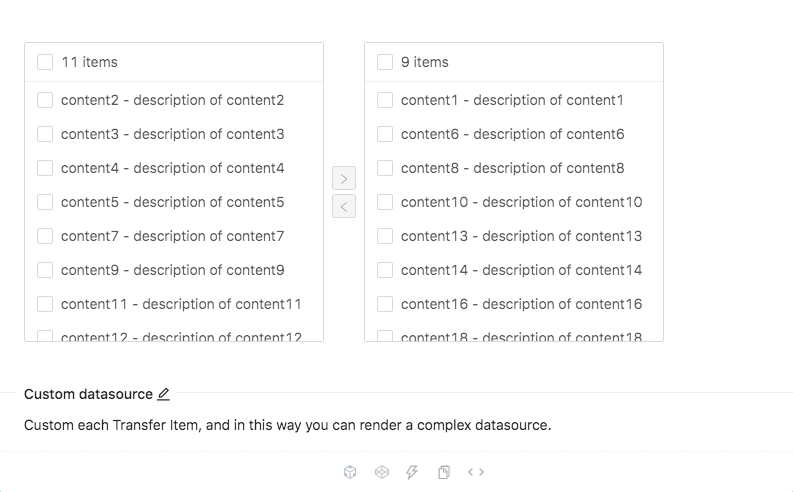 11 items
content2 - description of content2
content3 - description of content3
content4 - description of content4
content5 - description of content5
content7 - description of content7
content9 - description of content9
content11 - description of content11
content12 - description of content12
>
<
9 items
content1 - description of content1
content6 - description of content6
content8 - description of content8
content10 - description of content10
content13 - description of content13
content14 - description of content14
content16 - description of content16
content18 - description of content18
Custom datasource
Custom each Transfer Item, and in this way you can render a complex datasource.